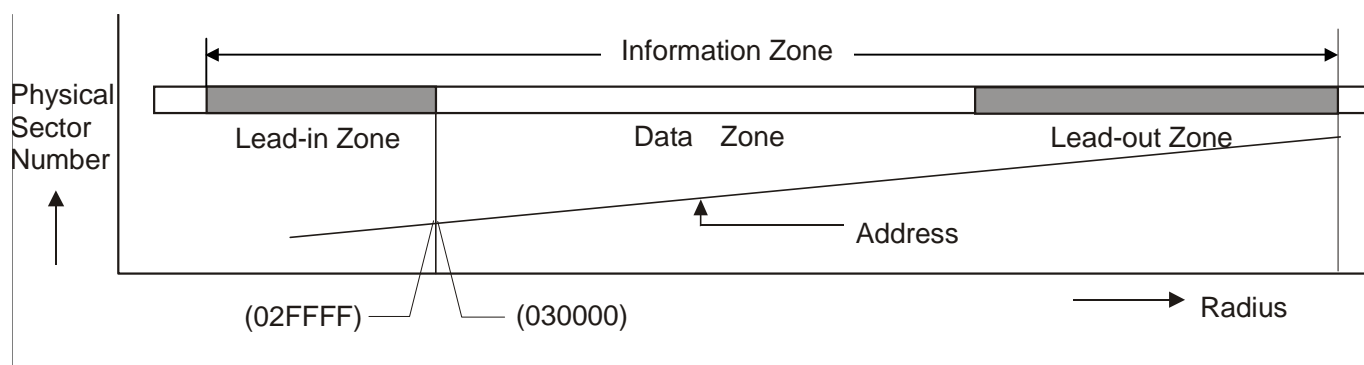 Information Zone
Physical
Sector
Number
Lead-in Zone
Data Zone
Lead-out Zone
Address
(02FFFF)
(030000)
Radius